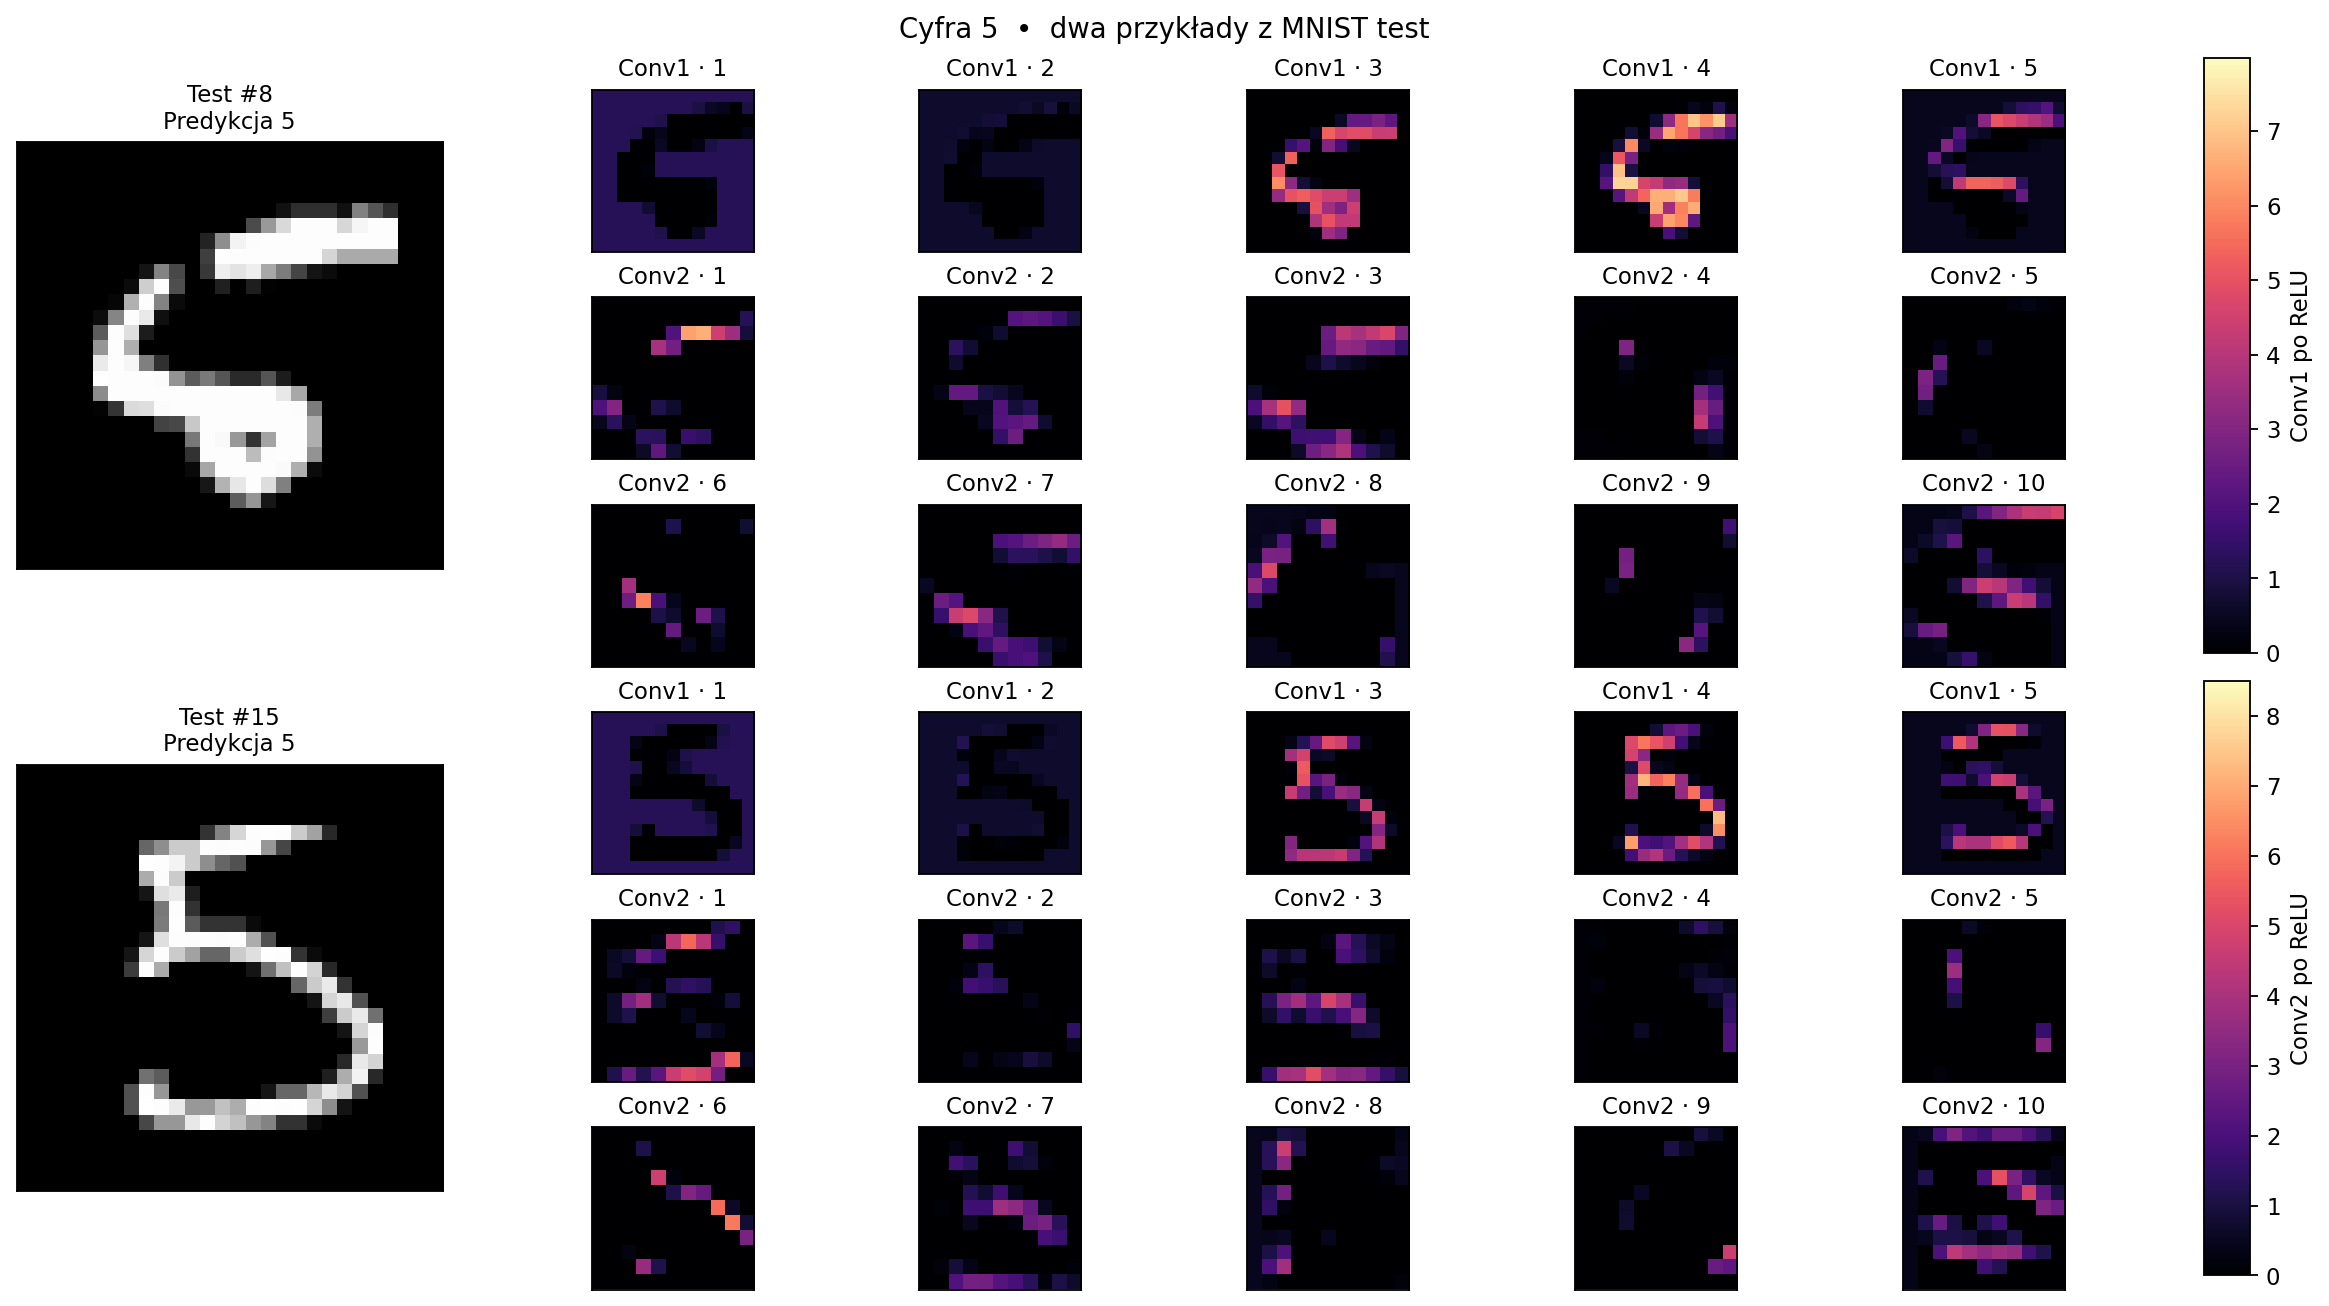 Cyfra 5 • dwa przykłady z MNIST test
Test #8
Predykcja 5
Conv1 · 1
Conv1 · 2
Conv1 · 3
Conv1 · 4
Conv1 · 5
Conv2 · 1
Conv2 · 2
Conv2 · 3
Conv2 · 4
Conv2 · 5
Conv2 · 6
Conv2 · 7
Conv2 · 8
Conv2 · 9
Conv2 · 10
7
6
5
4
3
2
1
0
Conv1 po ReLU
Test #15
Predykcja 5
Conv1 · 1
Conv1 · 2
Conv1 · 3
Conv1 · 4
Conv1 · 5
Conv2 · 1
Conv2 · 2
Conv2 · 3
Conv2 · 4
Conv2 · 5
Conv2 · 6
Conv2 · 7
Conv2 · 8
Conv2 · 9
Conv2 · 10
8
7
6
5
4
3
2
1
0
Conv2 po ReLU